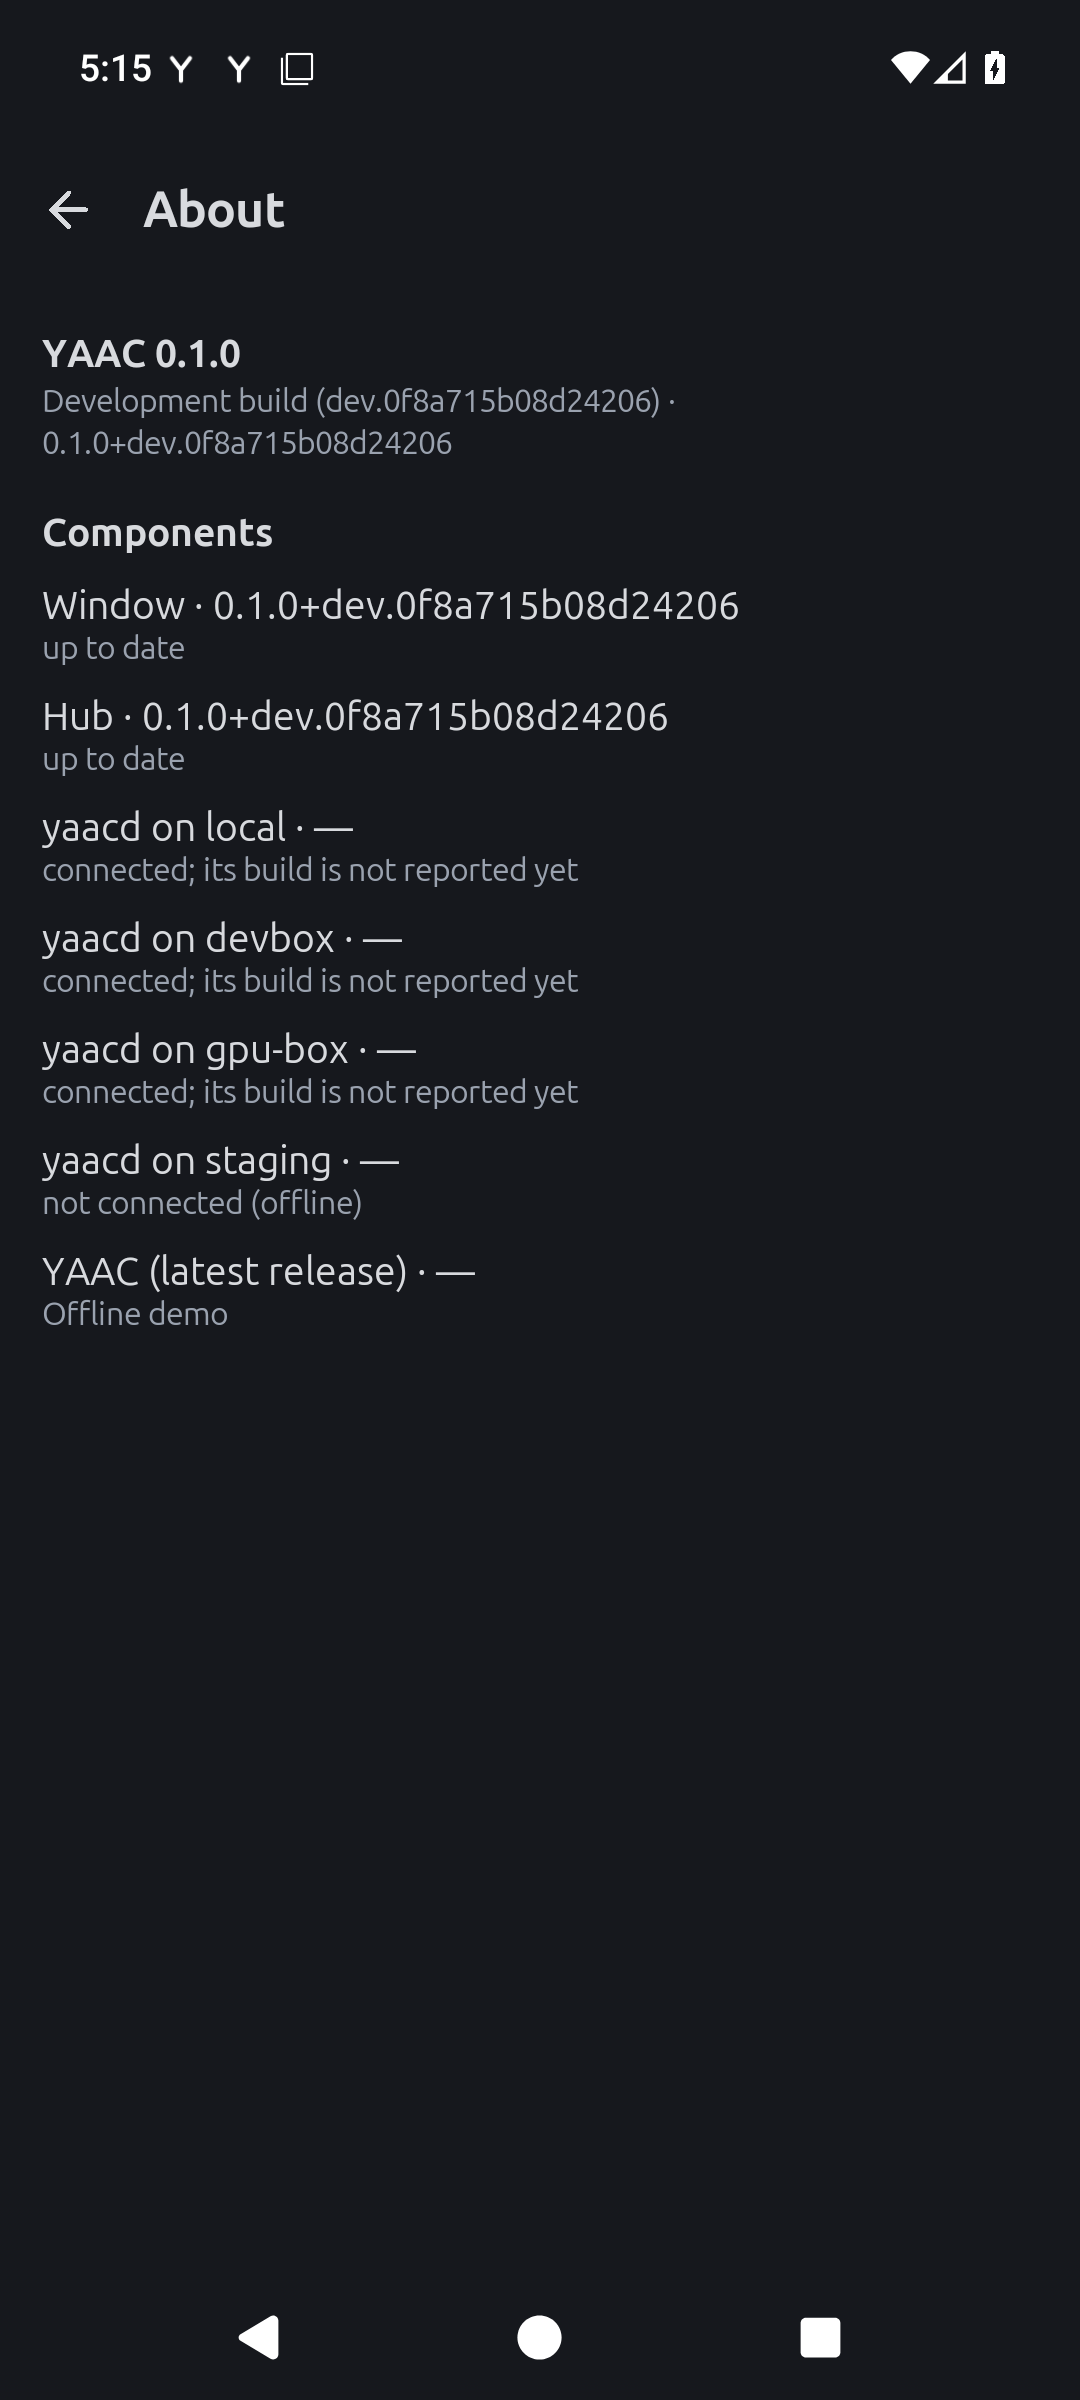 5:15
About
YAAC 0.1.0
Development build (dev.0f8a715b08d24206) ·
0.1.0+dev.0f8a715b08d24206
Components
Window · 0.1.0+dev.0f8a715b08d24206
up to date
Hub · 0.1.0+dev.0f8a715b08d24206
up to date
yaacd on local · —
connected; its build is not reported yet
yaacd on devbox · —
connected; its build is not reported yet
yaacd on gpu-box · —
connected; its build is not reported yet
yaacd on staging · —
not connected (offline)
YAAC (latest release) · —
Offline demo